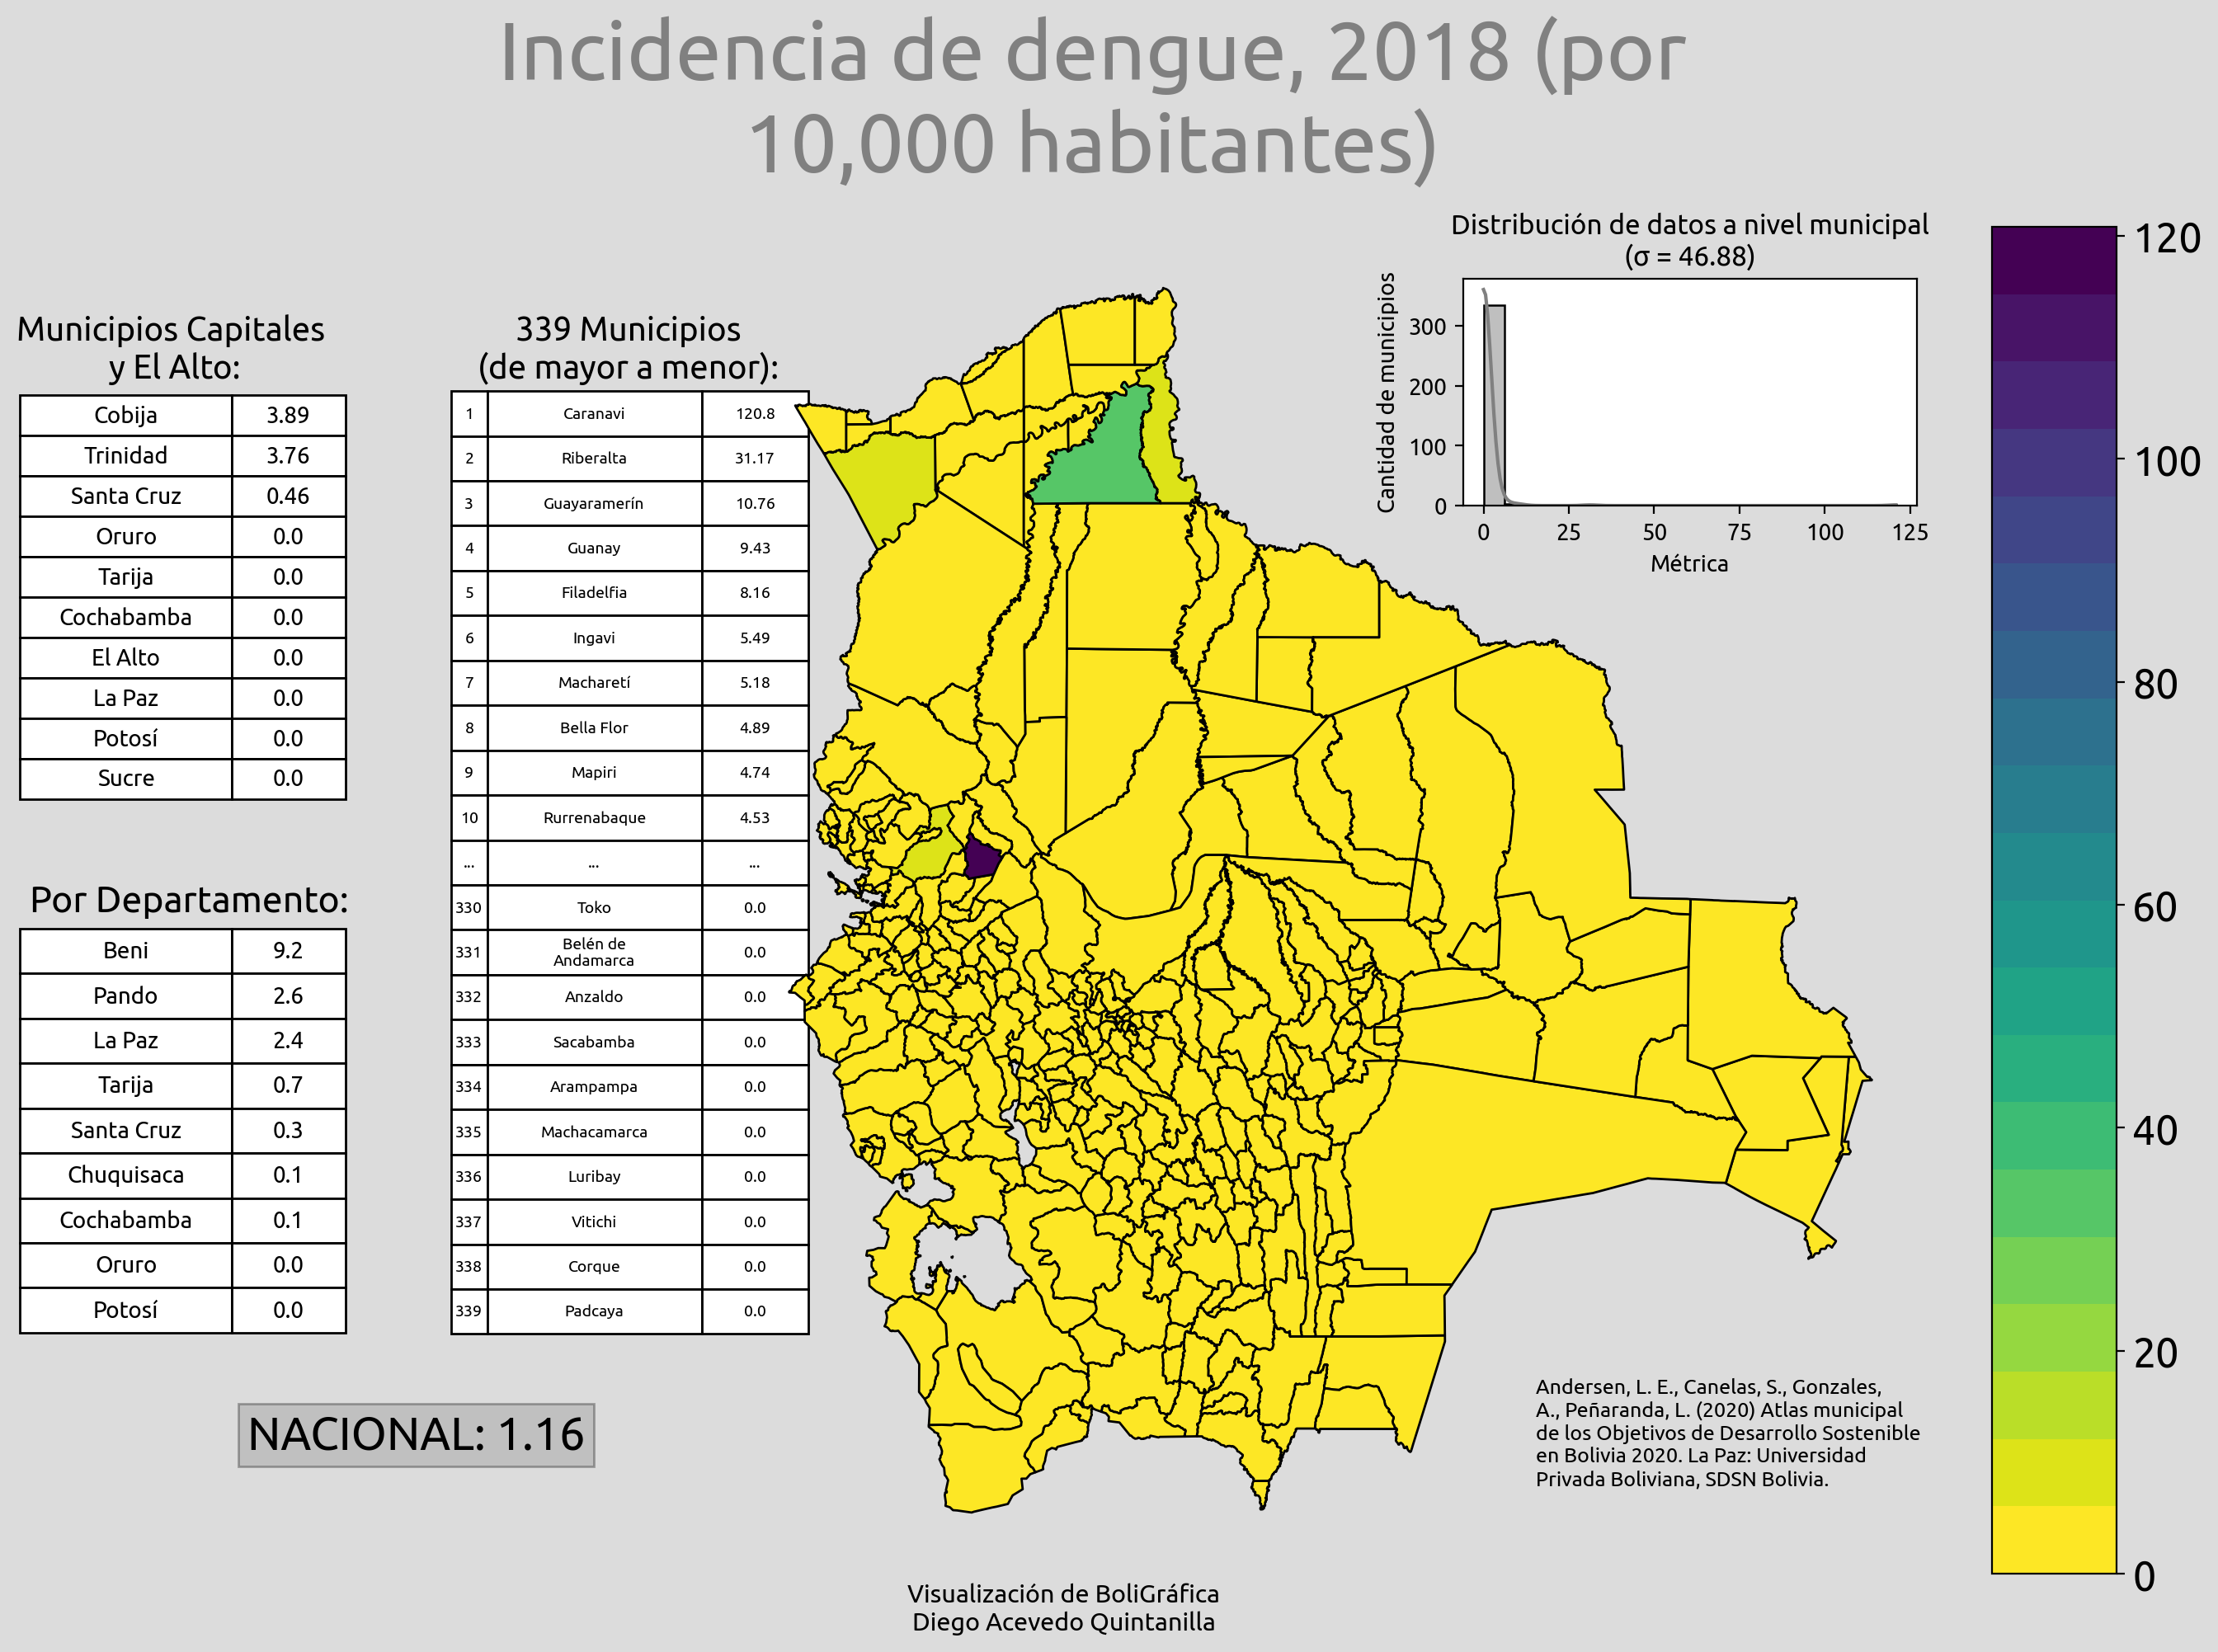 Incidencia de dengue, 2018 (por
10,000 habitantes)
Municipios Capitales
y El Alto:
Cobija 3.89
Trinidad 3.76
Santa Cruz 0.46
Oruro 0.0
Tarija 0.0
Cochabamba 0.0
El Alto 0.0
La Paz 0.0
Potosí 0.0
Sucre 0.0
Por Departamento:
Beni 9.2
Pando 2.6
La Paz 2.4
Tarija 0.7
Santa Cruz 0.3
Chuquisaca 0.1
Cochabamba 0.1
Oruro 0.0
Potosí 0.0
NACIONAL: 1.16
339 Municipios
(de mayor a menor):
1 Caranavi 120.8
2 Riberalta 31.17
3 Guayaramerín 10.76
4 Guanay 9.43
5 Filadelfia 8.16
6 Ingavi 5.49
7 Macharetí 5.18
8 Bella Flor 4.89
9 Mapiri 4.74
10 Rurrenabaque 4.53
... ... ...
330 Toko 0.0
331 Belén de
Andamarca 0.0
332 Anzaldo 0.0
333 Sacabamba 0.0
334 Arampampa 0.0
335 Machacamarca 0.0
336 Luribay 0.0
337 Vitichi 0.0
338 Corque 0.0
339 Padcaya 0.0
Distribución de datos a nivel municipal
(σ = 46.88)
Cantidad de municipios
300
200
100
0
0 25 50 75 100 125
Métrica
120
100
80
60
40
20
0
Andersen, L. E., Canelas, S., Gonzales,
A., Peñaranda, L. (2020) Atlas municipal
de los Objetivos de Desarrollo Sostenible
en Bolivia 2020. La Paz: Universidad
Privada Boliviana, SDSN Bolivia.
Visualización de BoliGráfica
Diego Acevedo Quintanilla